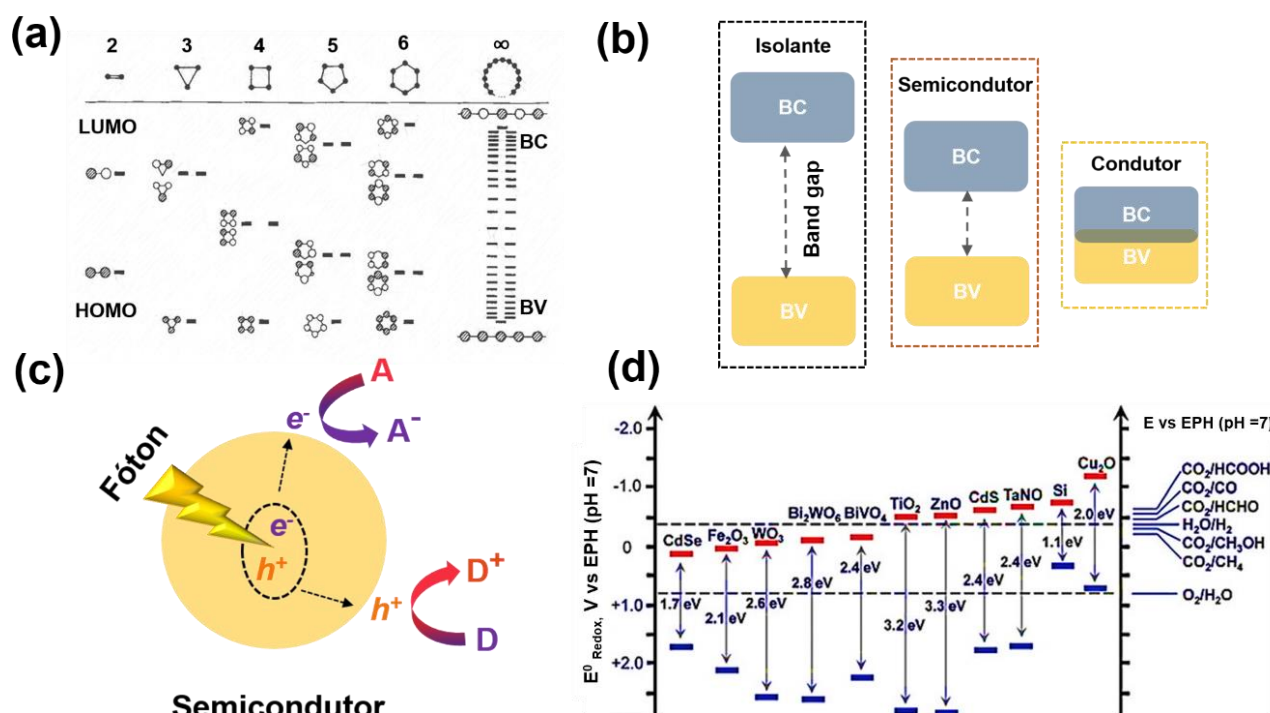 (a)
2 3 4 5 6 ∞
LUMO
BC
HOMO
BV
(b)
Isolante
BC
Band gap
BV
Semicondutor
BC
BV
Condutor
BC
BV
(c)
Fóton
e-
h+
e-
A
A-
h+
D+
D
Semicondutor
(d)
E⁰ Redox, V vs EPH (pH =7)
-2.0
-1.0
0
+1.0
+2.0
CdSe
Fe₂O₃
WO₃
Bi₂WO₆
BiVO₄
TiO₂
ZnO
CdS
TaNO
Si
Cu₂O
1.7 eV
2.1 eV
2.6 eV
2.8 eV
2.4 eV
3.2 eV
3.3 eV
2.4 eV
2.4 eV
1.1 eV
2.0 eV
E vs EPH (pH =7)
CO₂/HCOOH
CO₂/CO
CO₂/HCHO
H₂O/H₂
CO₂/CH₃OH
CO₂/CH₄
O₂/H₂O